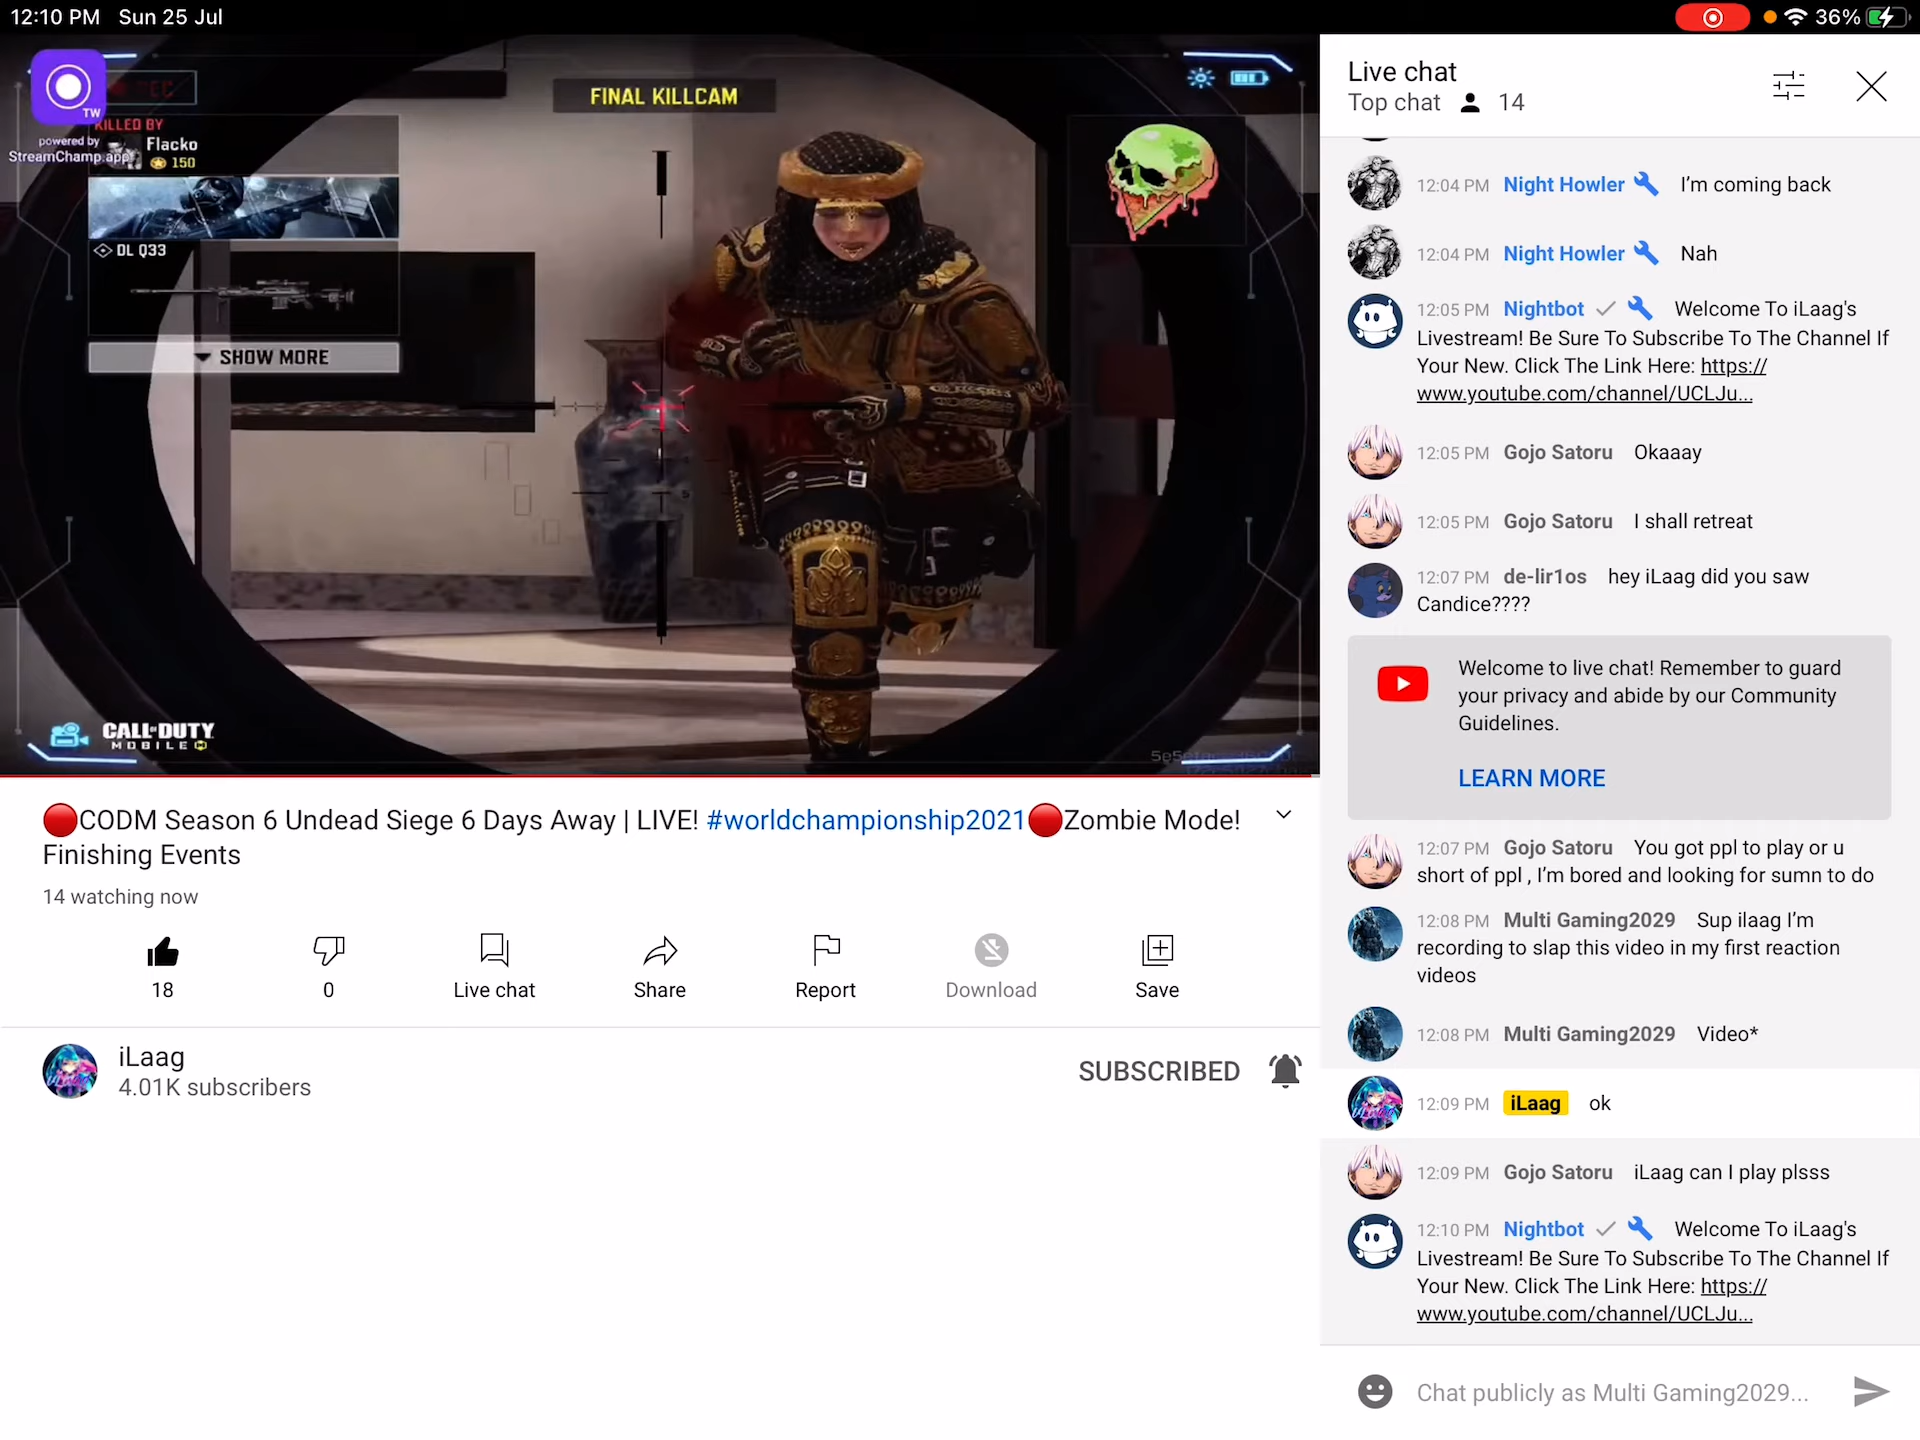 12:10 PM Sun 25 Jul
36%
TW
powered by
StreamChamp.app
KILLED BY
Flacko
150
DL Q33
SHOW MORE
FINAL KILLCAM
CALL OF DUTY
MOBILE
🔴CODM Season 6 Undead Siege 6 Days Away | LIVE! #worldchampionship2021🔴Zombie Mode!
Finishing Events
14 watching now
18
0
Live chat
Share
Report
Download
Save
iLaag
4.01K subscribers
SUBSCRIBED
Live chat
Top chat 14
12:04 PM Night Howler I’m coming back
12:04 PM Night Howler Nah
12:05 PM Nightbot Welcome To iLaag's
Livestream! Be Sure To Subscribe To The Channel If
Your New. Click The Link Here: https://
www.youtube.com/channel/UCLJu...
12:05 PM Gojo Satoru Okaaay
12:05 PM Gojo Satoru I shall retreat
12:07 PM de-lir1os hey iLaag did you saw
Candice????
Welcome to live chat! Remember to guard
your privacy and abide by our Community
Guidelines.
LEARN MORE
12:07 PM Gojo Satoru You got ppl to play or u
short of ppl , I’m bored and looking for sumn to do
12:08 PM Multi Gaming2029 Sup ilaag I’m
recording to slap this video in my first reaction
videos
12:08 PM Multi Gaming2029 Video*
12:09 PM iLaag ok
12:09 PM Gojo Satoru iLaag can I play plsss
12:10 PM Nightbot Welcome To iLaag's
Livestream! Be Sure To Subscribe To The Channel If
Your New. Click The Link Here: https://
www.youtube.com/channel/UCLJu...
Chat publicly as Multi Gaming2029...